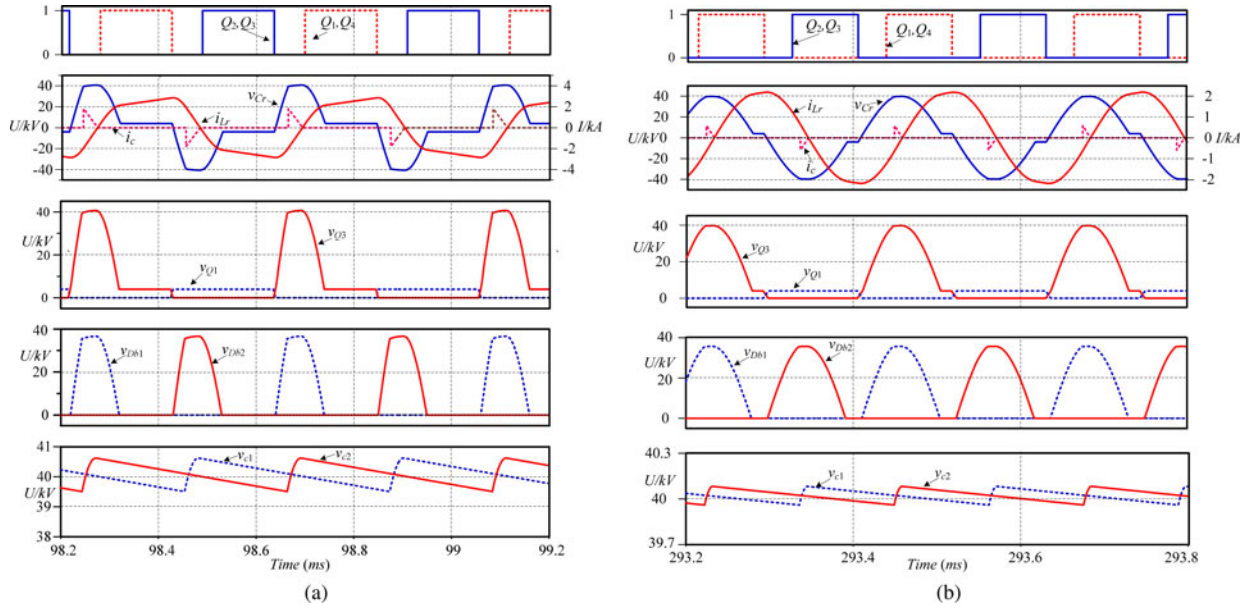 1
0
Q2,Q3
Q1,Q4
40
20
U/kV 0
-20
-40
4
2
0 I/kA
-2
-4
vCr
iLr
ic
40
U/kV
20
0
vQ3
vQ1
40
U/kV
20
0
vDb1
vDb2
41
40
U/kV
39
38
vc1
vc2
98.2
98.4
98.6
98.8
99
99.2
Time (ms)
(a)
1
0
Q2,Q3
Q1,Q4
40
20
U/kV0
-20
-40
2
1
0 I/kA
-1
-2
iLr
vCr
ic
40
U/kV
20
0
vQ3
vQ1
40
U/kV
20
0
vDb1
vDb2
40.3
U/kV
40
39.7
vc1
vc2
293.2
293.4
293.6
293.8
Time (ms)
(b)